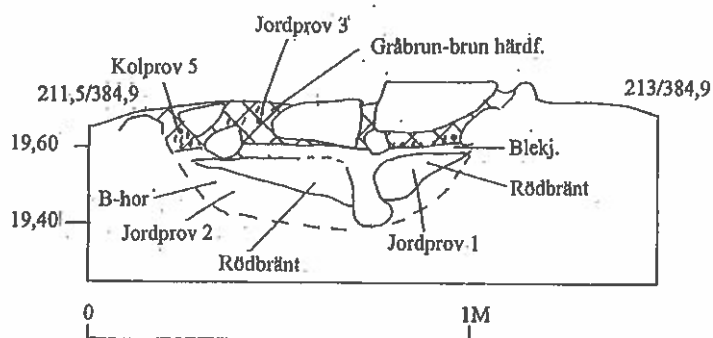 Jordprov 3
Gråbrun-brun härdf.
Kolprov 5
211,5/384,9
213/384,9
19,60
Blekj.
Rödbränt
B-hor
19,40
Jordprov 2
Jordprov 1
Rödbränt
0
1M